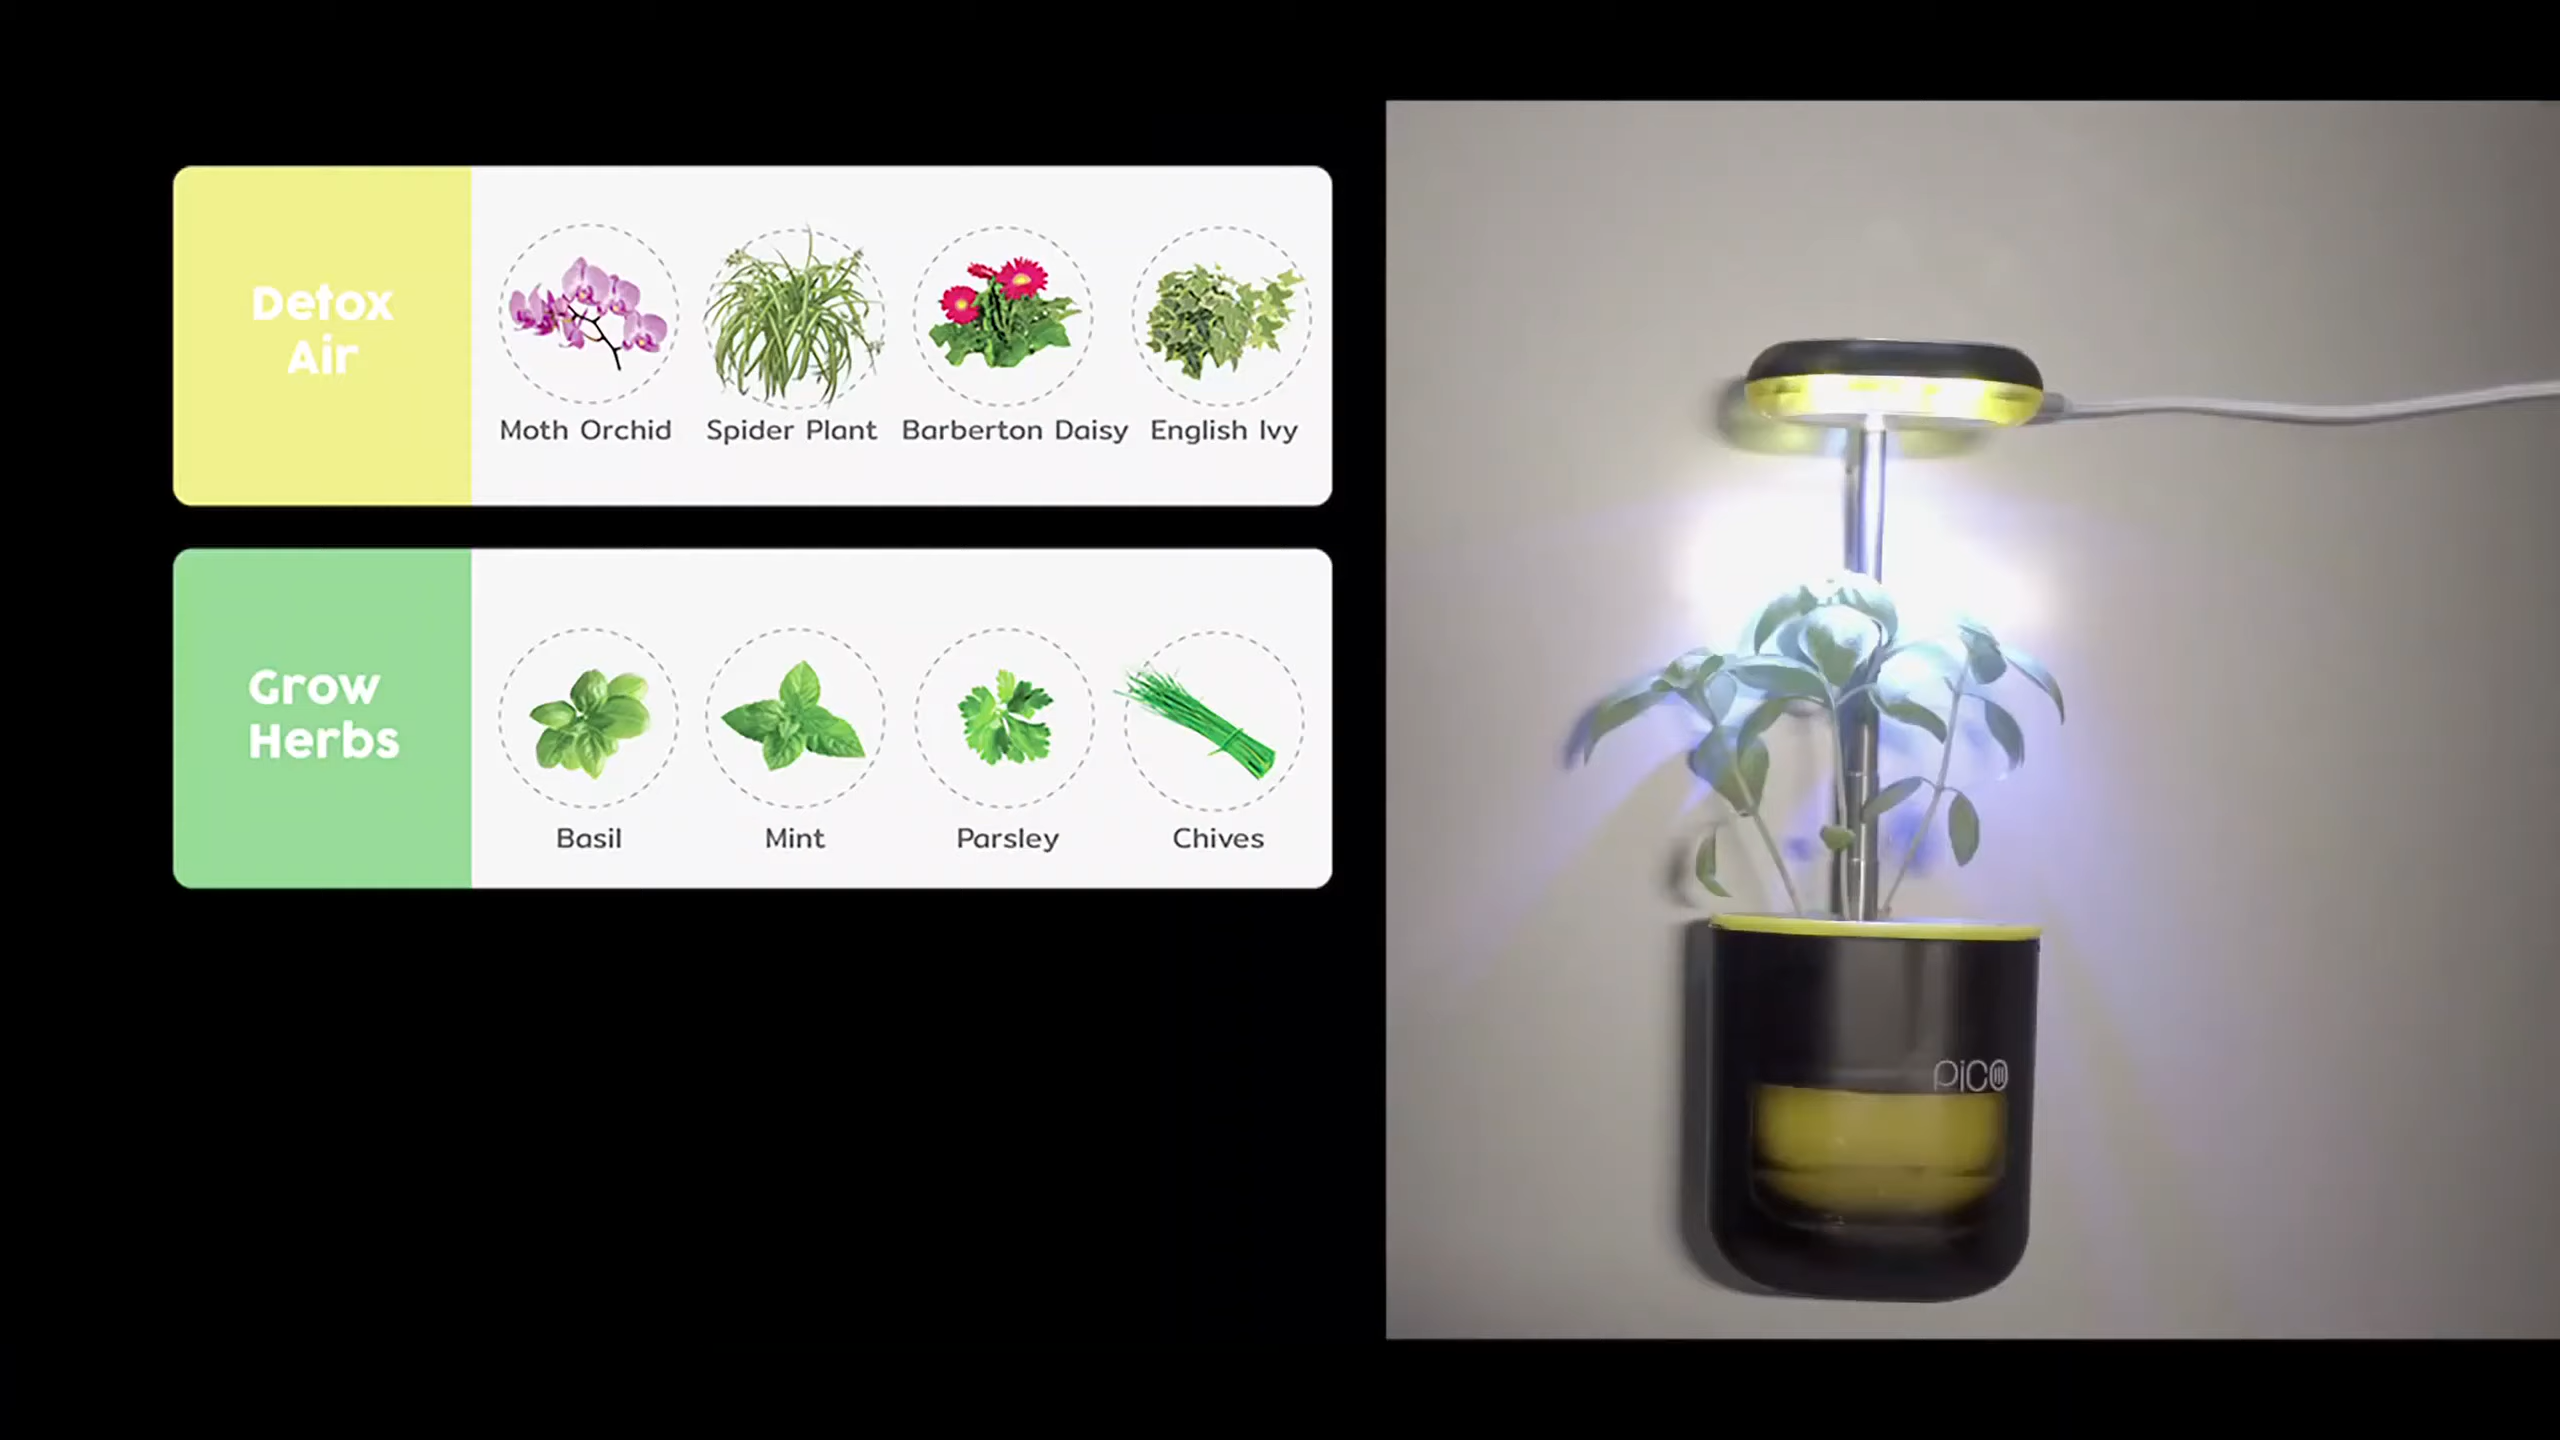 Detox
Air
Moth Orchid
Spider Plant
Barberton Daisy
English Ivy
Grow
Herbs
Basil
Mint
Parsley
Chives
pico